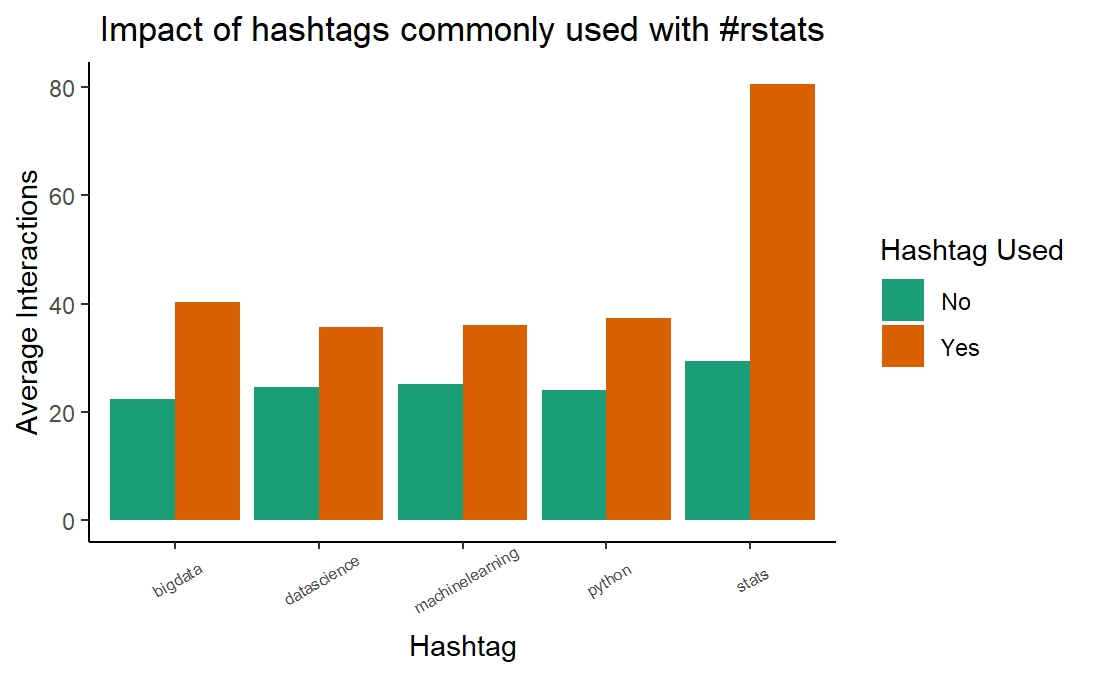 Impact of hashtags commonly used with #rstats
Average Interactions
80
60
40
20
0
bigdata
datascience
machinelearning
python
stats
Hashtag
Hashtag Used
No
Yes